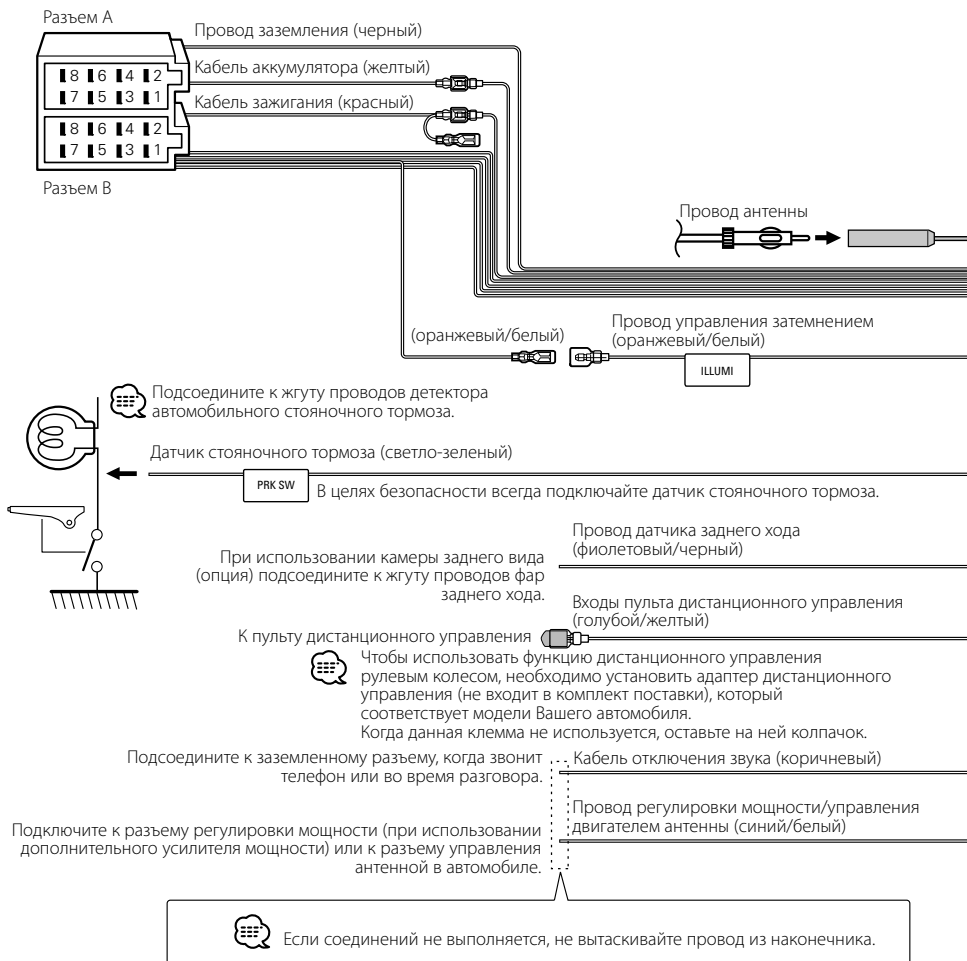 Разъем A
Провод заземления (черный)
Кабель аккумулятора (желтый)
8 6 4 2
7 5 3 1
Кабель зажигания (красный)
8 6 4 2
7 5 3 1
Разъем B
Провод антенны
(оранжевый/белый)
Провод управления затемнением
(оранжевый/белый)
ILLUMI
Подсоедините к жгуту проводов детектора
автомобильного стояночного тормоза.
Датчик стояночного тормоза (светло-зеленый)
PRK SW
В целях безопасности всегда подключайте датчик стояночного тормоза.
Провод датчика заднего хода
(фиолетовый/черный)
При использовании камеры заднего вида
(опция) подсоедините к жгуту проводов фар
заднего хода.
Входы пульта дистанционного управления
(голубой/желтый)
К пульту дистанционного управления
Чтобы использовать функцию дистанционного управления
рулевым колесом, необходимо установить адаптер дистанционного
управления (не входит в комплект поставки), который
соответствует модели Вашего автомобиля.
Когда данная клемма не используется, оставьте на ней колпачок.
Подсоедините к заземленному разъему, когда звонит
телефон или во время разговора.
Кабель отключения звука (коричневый)
Провод регулировки мощности/управления
двигателем антенны (синий/белый)
Подключите к разъему регулировки мощности (при использовании
дополнительного усилителя мощности) или к разъему управления
антенной в автомобиле.
Если соединений не выполняется, не вытаскивайте провод из наконечника.